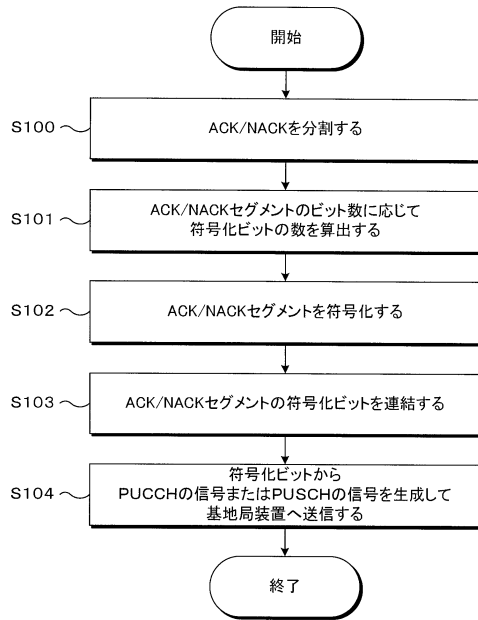 開始
S100
ACK/NACKを分割する
S101
ACK/NACKセグメントのビット数に応じて
符号化ビットの数を算出する
S102
ACK/NACKセグメントを符号化する
S103
ACK/NACKセグメントの符号化ビットを連結する
S104
符号化ビットから
PUCCHの信号またはPUSCHの信号を生成して
基地局装置へ送信する
終了